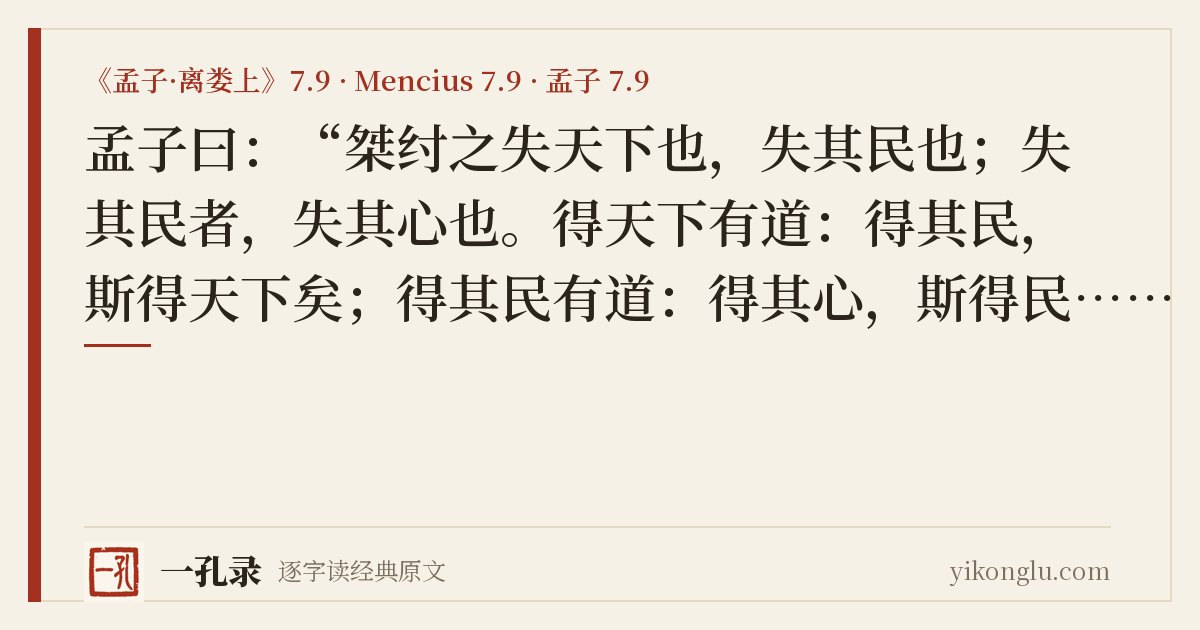 《孟子·离娄上》7.9 · Mencius 7.9 · 孟子 7.9
孟子曰：“桀纣之失天下也，失其民也；失
其民者，失其心也。得天下有道：得其民，
斯得天下矣；得其民有道：得其心，斯得民……
一孔
一孔录 逐字读经典原文
yikonglu.com